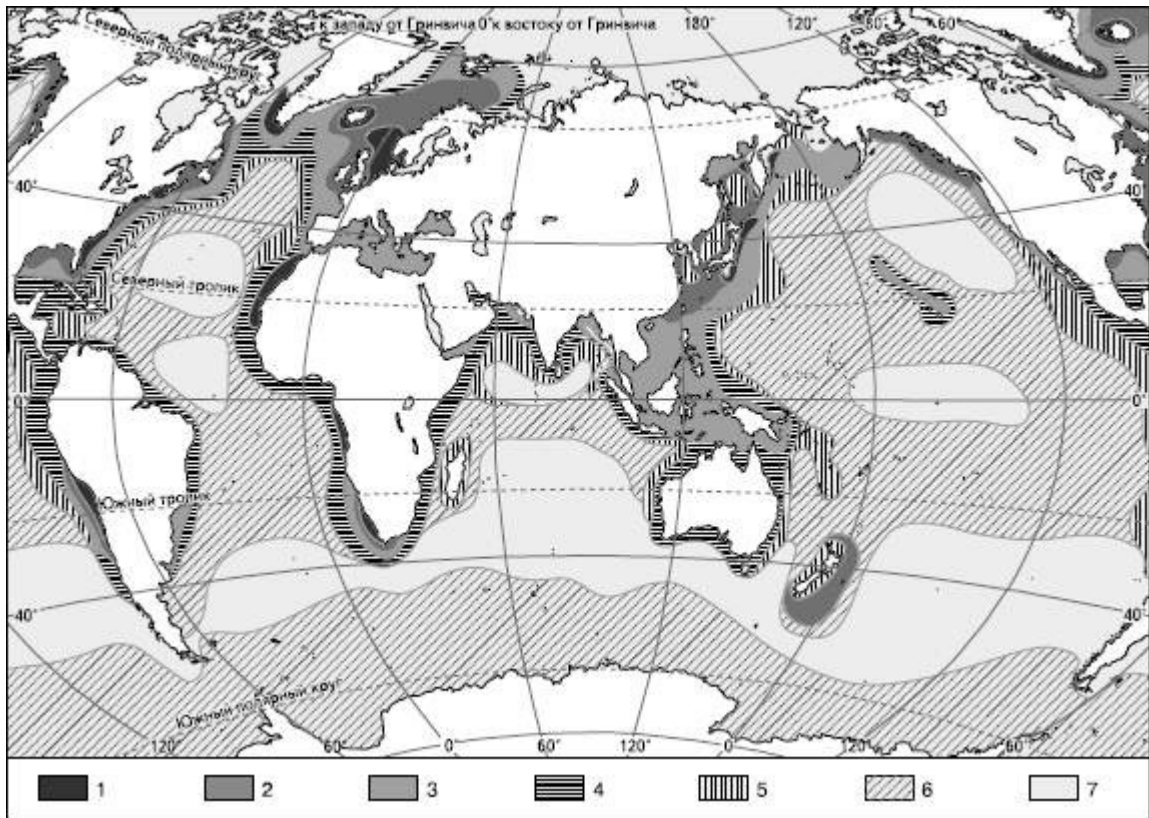 к западу от Гринвича 0° к востоку от Гринвича 180° 120° 80° 60°
Северный полярный круг
40° 40
Северный тропик
0° 0°
Южный тропик
40° 40°
Южный полярный круг
120° 60° 0 60° 120° 0 120° 60°
1 2 3 4 5 6 7